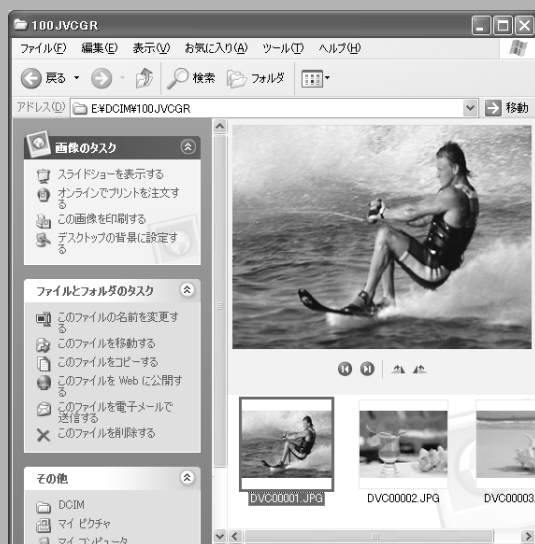 100JVCGR
ファイル(F) 編集(E) 表示(V) お気に入り(A) ツール(T) ヘルプ(H)
戻る 検索 フォルダ
アドレス(D) E:¥DCIM¥100JVCGR 移動
画像のタスク
スライドショーを表示する
オンラインでプリントを注文す
る
この画像を印刷する
デスクトップの背景に設定す
る
ファイルとフォルダのタスク
このファイルの名前を変更す
る
このファイルを移動する
このファイルをコピーする
このファイルを Web に公開す
る
このファイルを電子メールで
送信する
このファイルを削除する
その他
DCIM
マイ ピクチャ
マイ コンピュータ
DVC00001.JPG DVC00002.JPG DVC00003.